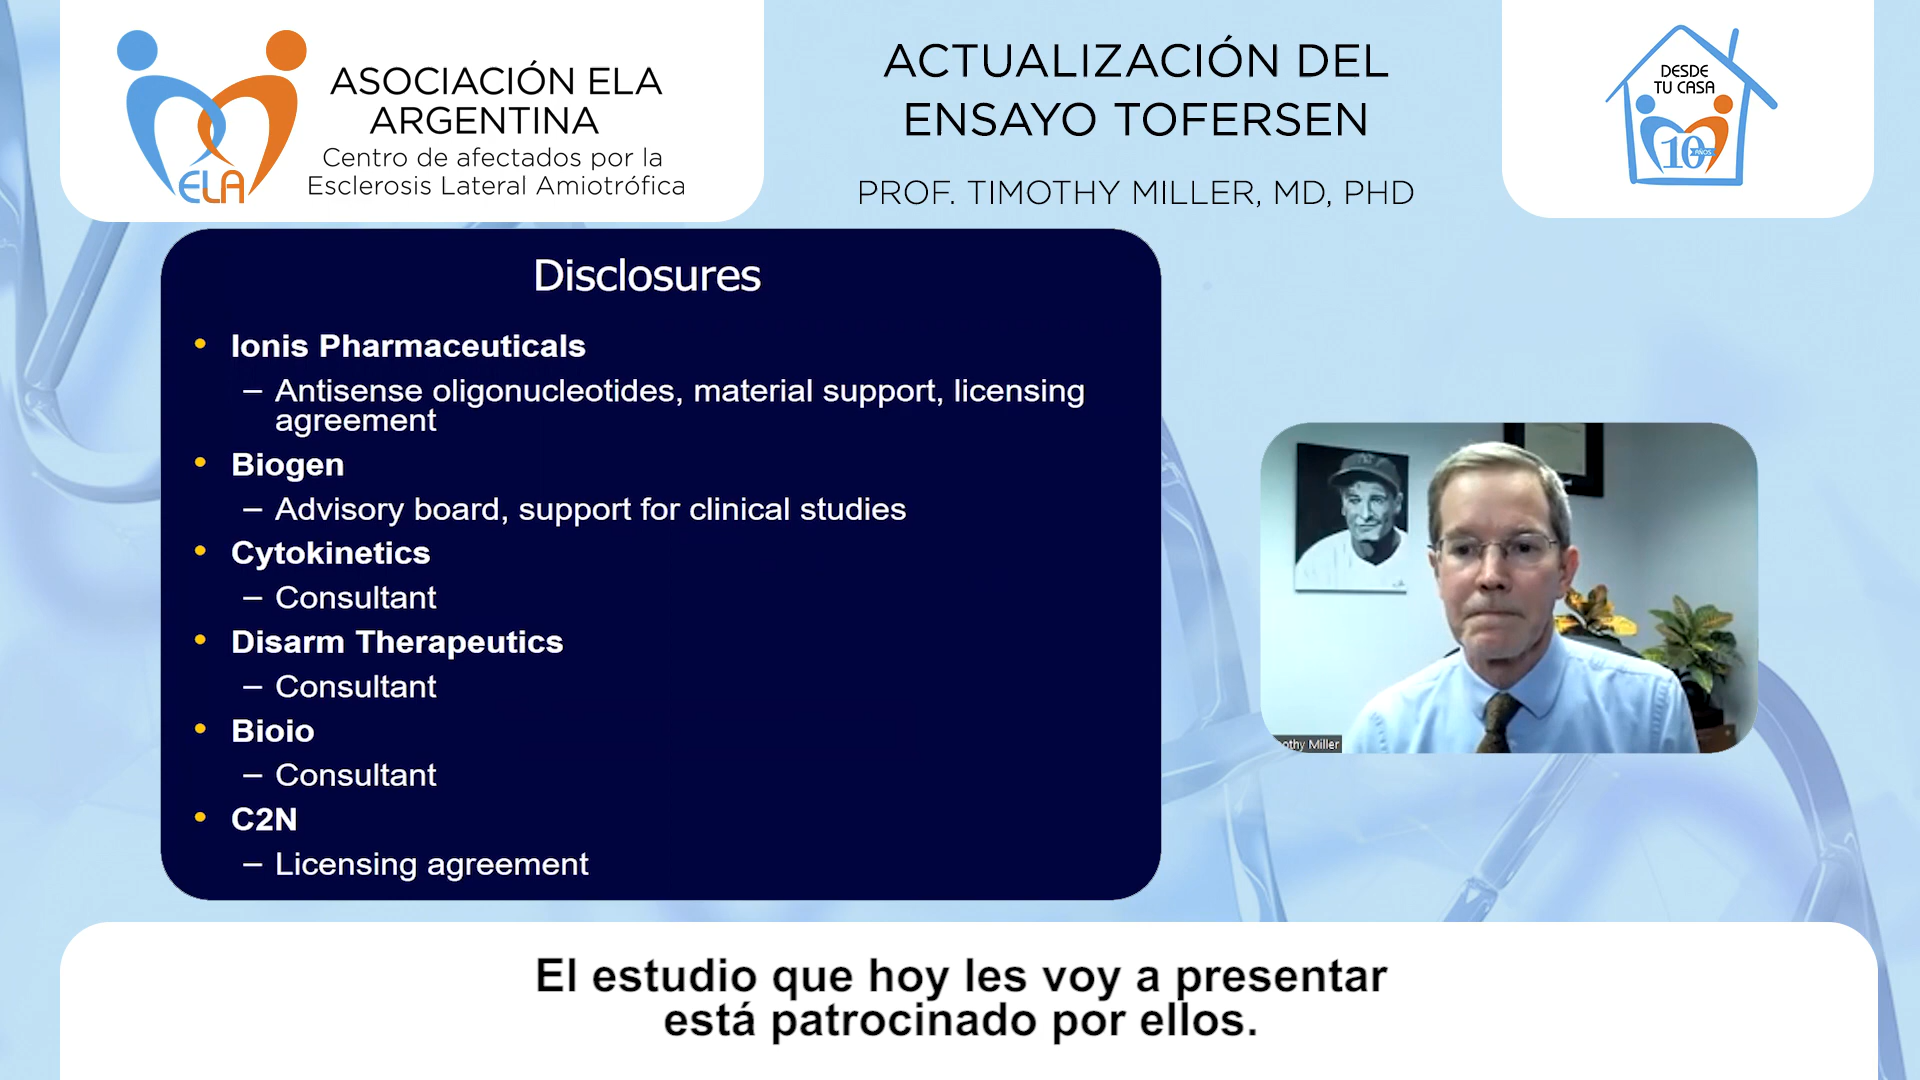 ASOCIACIÓN ELA
ARGENTINA
Centro de afectados por la
Esclerosis Lateral Amiotrófica
ELA
ACTUALIZACIÓN DEL
ENSAYO TOFERSEN
PROF. TIMOTHY MILLER, MD, PHD
DESDE
TU CASA
10
AÑOS
Disclosures
• Ionis Pharmaceuticals
– Antisense oligonucleotides, material support, licensing
agreement
• Biogen
– Advisory board, support for clinical studies
• Cytokinetics
– Consultant
• Disarm Therapeutics
– Consultant
• Bioio
– Consultant
• C2N
– Licensing agreement
othy Miller
El estudio que hoy les voy a presentar
está patrocinado por ellos.